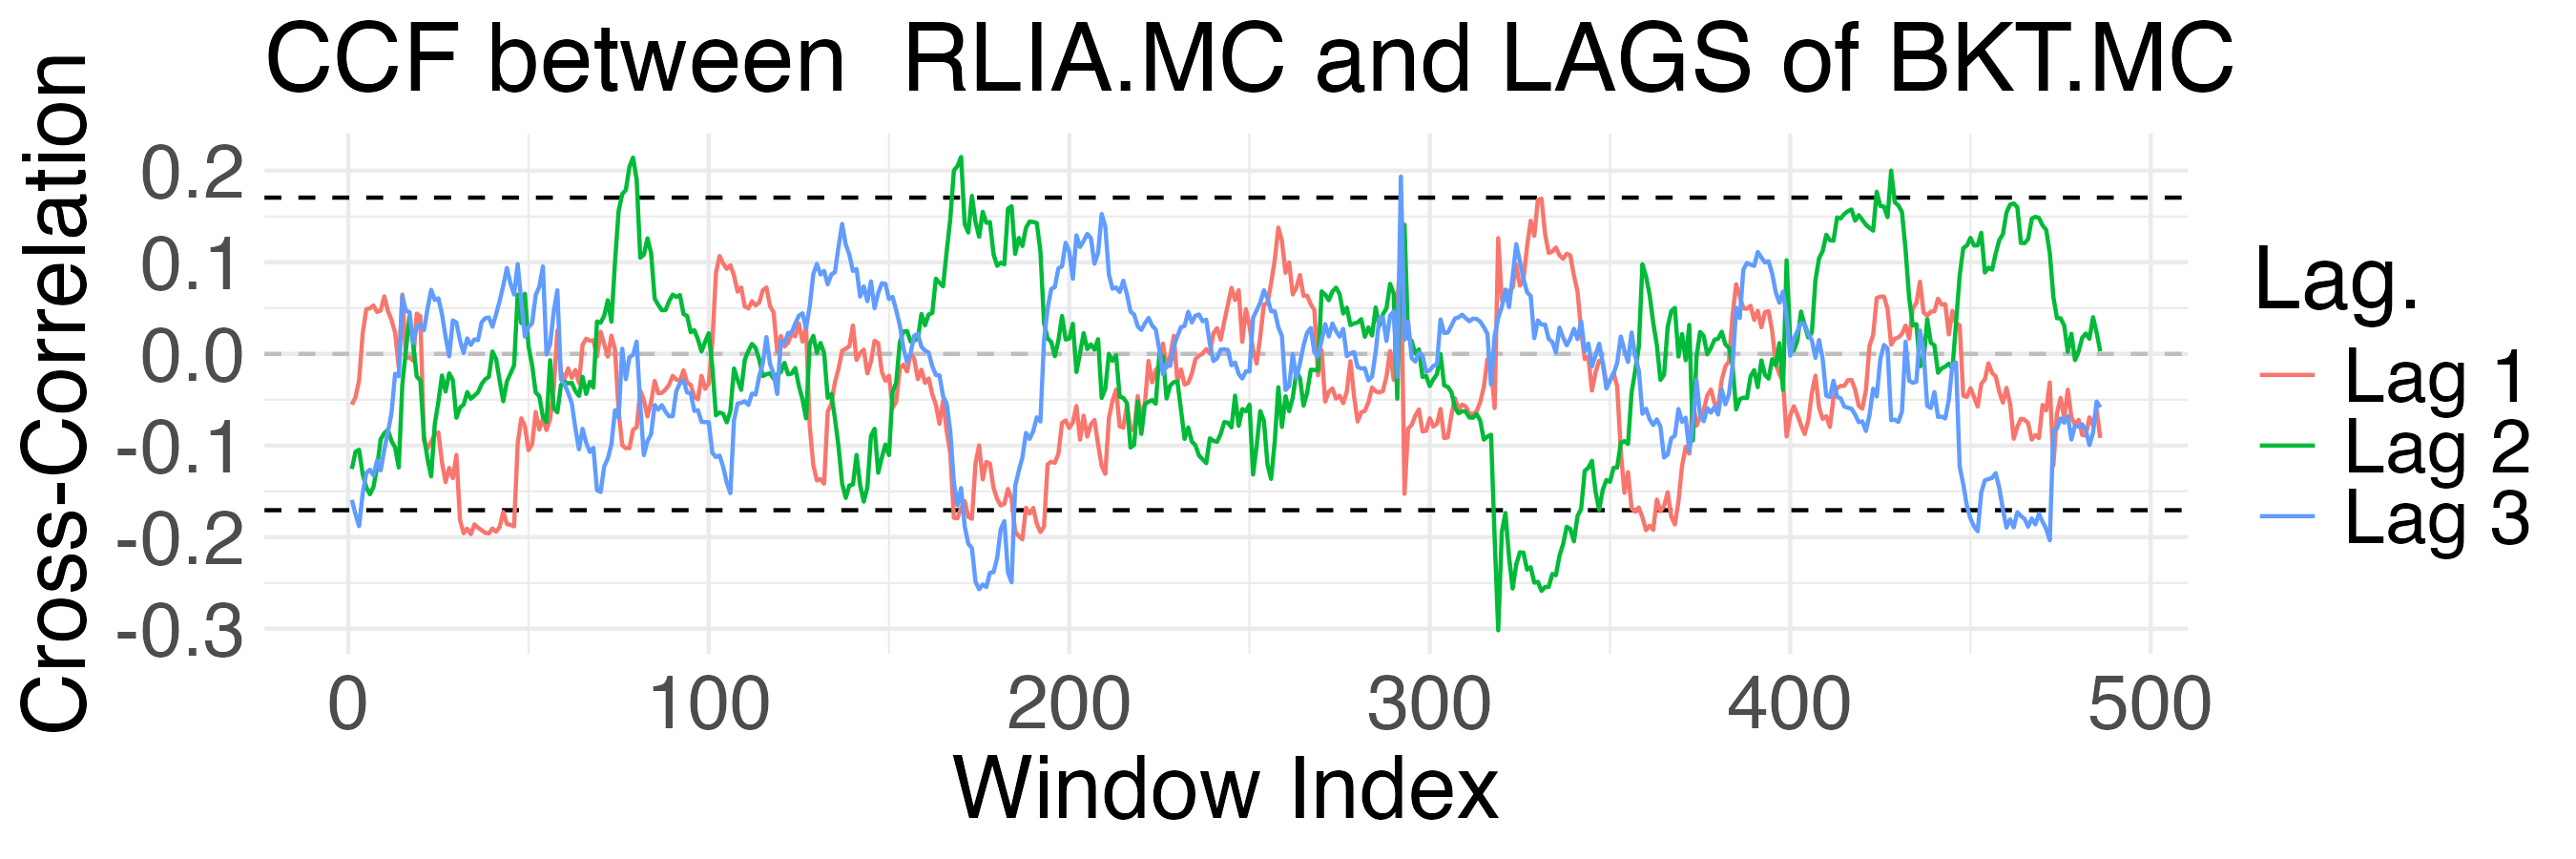 CCF between  RLIA.MC and LAGS of BKT.MC
Cross-Correlation
0.2
0.1
0.0
-0.1
-0.2
-0.3
0 100 200 300 400 500
Window Index
Lag.
Lag 1
Lag 2
Lag 3